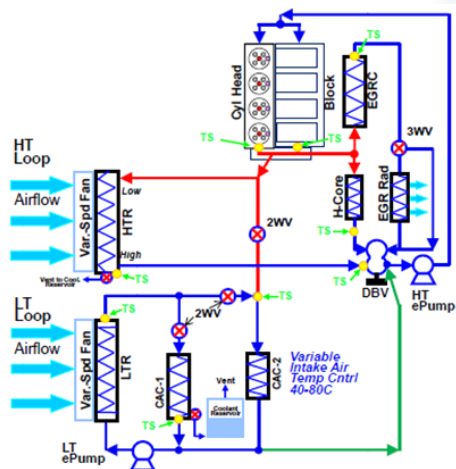 TS
Cyl Head
Block
EGRC
TS
TS
3WV
HT
Loop
Airflow
Var.-Spd Fan
HTR
Low
High
2WV
H-Core
EGR Rad
TS
TS
TS
Vent to Cool.
Reservoir
DBV
HT
ePump
LT
Loop
Airflow
Var.-Spd Fan
LTR
TS
2WV
TS
CAC-1
Vent
Coolant
Reservoir
CAC-2
Variable
Intake Air
Temp Cntrl
40-80C
TS
LT
ePump